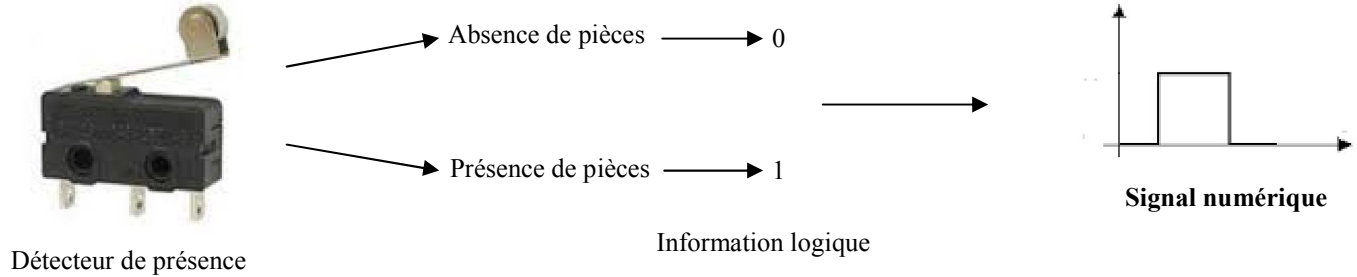 Absence de pièces
0
Présence de pièces
1
Signal numérique
Information logique
Détecteur de présence